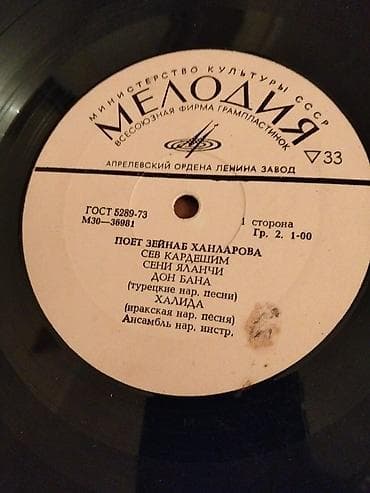 МИНИСТЕРСТВО КУЛЬТУРЫ СССР
МЕЛОДИЯ
ВСЕСОЮЗНАЯ ФИРМА ГРАМПЛАСТИНОК
АПРЕЛЕВСКИЙ ОРДЕНА ЛЕНИНА ЗАВОД
▽33
ГОСТ 5289-73
М30—36981
1 сторона
Гр. 2. 1-00
ПОЕТ ЗЕЙНАБ ХАНЛАРОВА
СЕВ КАРДЕШИМ
СЕНИ ЯЛАНЧИ
ДОН БАНА
(турецкие нар. песни)
ХАЛИДА
(иракская нар. песня)
Ансамбль нар. инстр.